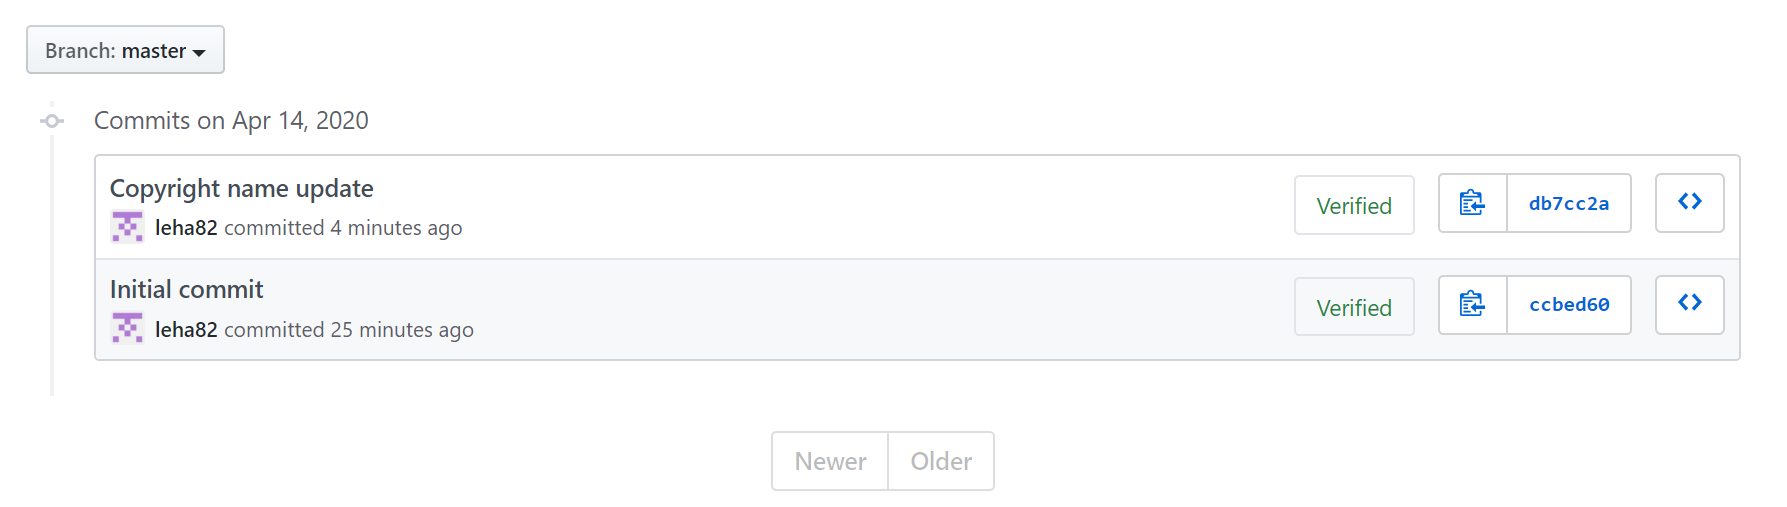 Branch: master
Commits on Apr 14, 2020
Copyright name update
leha82 committed 4 minutes ago
Verified
db7cc2a
Initial commit
leha82 committed 25 minutes ago
Verified
ccbed60
Newer Older